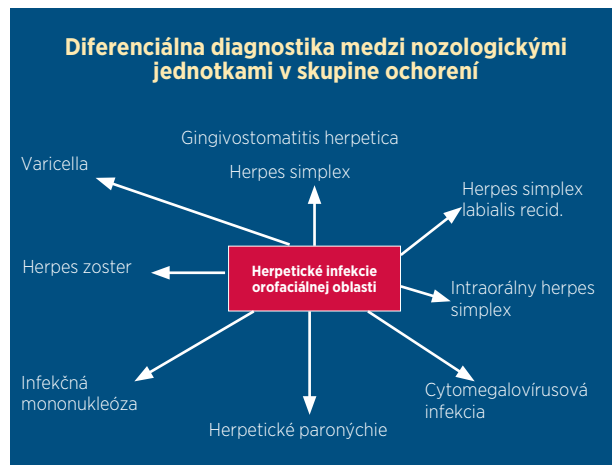 Diferenciálna diagnostika medzi nozologickými
jednotkami v skupine ochorení
Gingivostomatitis herpetica
Herpes simplex
Varicella
Herpes simplex
labialis recid.
Herpes zoster
Herpetické infekcie
orofaciálnej oblasti
Intraorálny herpes
simplex
Infekčná
mononukleóza
Herpetické paronýchie
Cytomegalovírusová
infekcia